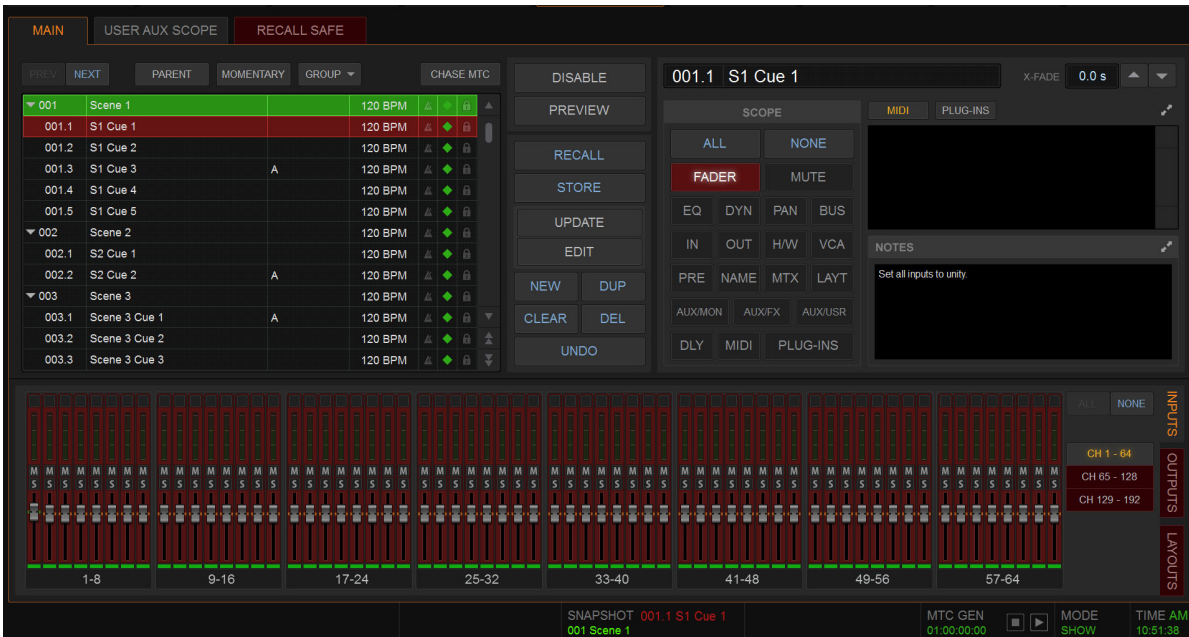 MAIN USER AUX SCOPE RECALL SAFE
PREV NEXT PARENT MOMENTARY GROUP CHASE MTC
001 Scene 1 120 BPM
001.1 S1 Cue 1 120 BPM
001.2 S1 Cue 2 120 BPM
001.3 S1 Cue 3 A 120 BPM
001.4 S1 Cue 4 120 BPM
001.5 S1 Cue 5 120 BPM
002 Scene 2 120 BPM
002.1 S2 Cue 1 120 BPM
002.2 S2 Cue 2 A 120 BPM
003 Scene 3 120 BPM
003.1 Scene 3 Cue 1 A 120 BPM
003.2 Scene 3 Cue 2 120 BPM
003.3 Scene 3 Cue 3 120 BPM
DISABLE
PREVIEW
RECALL
STORE
UPDATE
EDIT
NEW DUP
CLEAR DEL
UNDO
001.1 S1 Cue 1 X-FADE 0.0 s
SCOPE
ALL NONE
FADER MUTE
EQ DYN PAN BUS
IN OUT H/W VCA
PRE NAME MTX LAYT
AUX/MON AUX/FX AUX/USR
DLY MIDI PLUG-INS
MIDI PLUG-INS
NOTES
Set all inputs to unity.
M M M M M M M M M M M M M M M M M M M M M M M M M M M M M M M M M M M M M M M M M M M M M M M M M M M M M M M M M M M M M M M M
S S S S S S S S S S S S S S S S S S S S S S S S S S S S S S S S S S S S S S S S S S S S S S S S S S S S S S S S S S S S S S S S
1-8 9-16 17-24 25-32 33-40 41-48 49-56 57-64
ALL NONE
CH 1 - 64
CH 65 - 128
CH 129 - 192
INPUTS
OUTPUTS
LAYOUTS
SNAPSHOT 001.1 S1 Cue 1
001 Scene 1
MTC GEN
01:00:00:00
MODE
SHOW
TIME AM
10:51:38